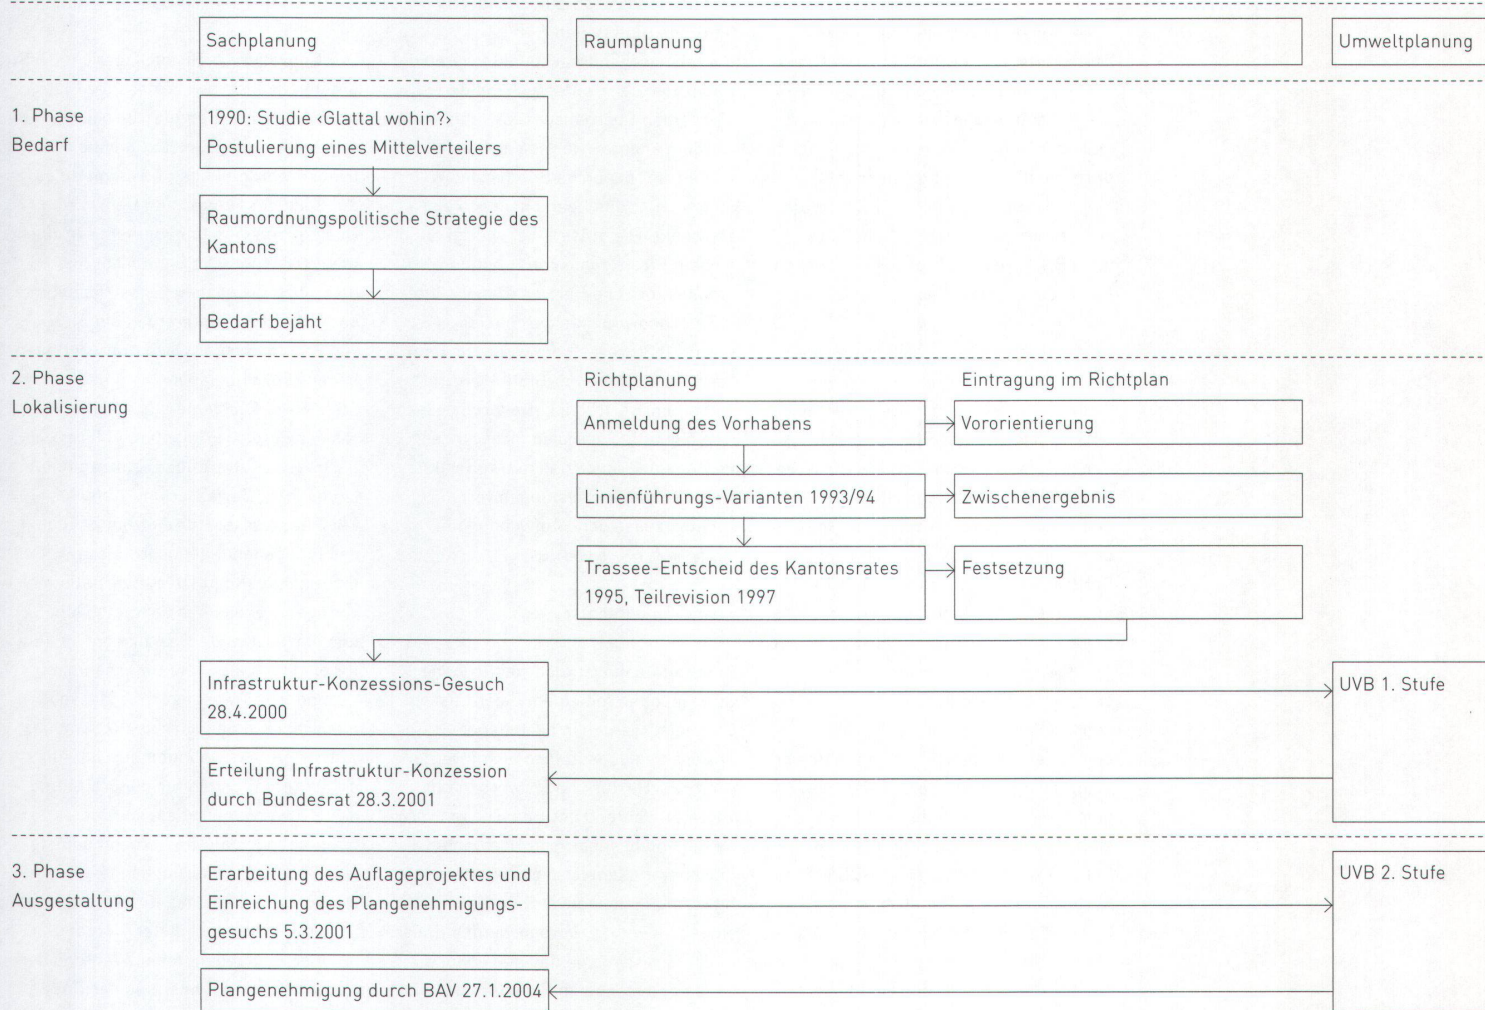 Sachplanung
Raumplanung
Umweltplanung
1. Phase
Bedarf
1990: Studie ‹Glattal wohin?›
Postulierung eines Mittelverteilers
Raumordnungspolitische Strategie des
Kantons
Bedarf bejaht
2. Phase
Lokalisierung
Richtplanung
Eintragung im Richtplan
Anmeldung des Vorhabens
Vororientierung
Linienführungs-Varianten 1993/94
Zwischenergebnis
Trassee-Entscheid des Kantonsrates
1995, Teilrevision 1997
Festsetzung
Infrastruktur-Konzessions-Gesuch
28.4.2000
UVB 1. Stufe
Erteilung Infrastruktur-Konzession
durch Bundesrat 28.3.2001
3. Phase
Ausgestaltung
Erarbeitung des Auflageprojektes und
Einreichung des Plangenehmigungs-
gesuchs 5.3.2001
UVB 2. Stufe
Plangenehmigung durch BAV 27.1.2004